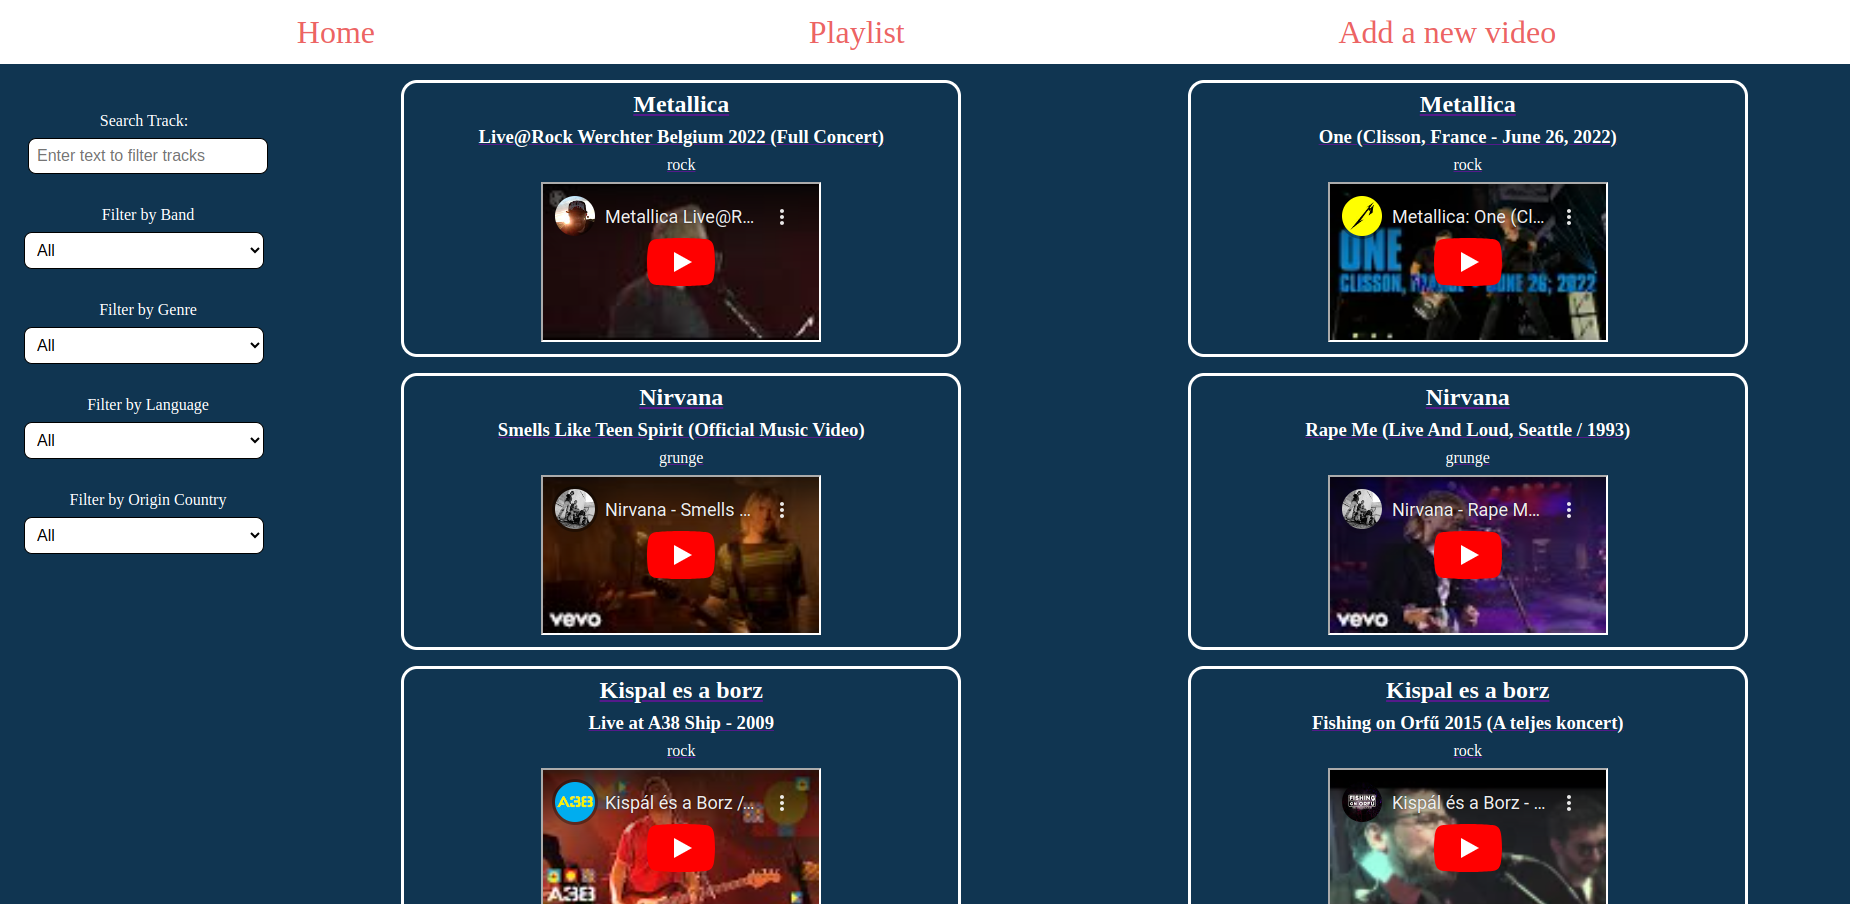 Home
Playlist
Add a new video
Search Track:
Enter text to filter tracks
Filter by Band
All
Filter by Genre
All
Filter by Language
All
Filter by Origin Country
All
Metallica
Live@Rock Werchter Belgium 2022 (Full Concert)
rock
Metallica Live@R...
Metallica
One (Clisson, France - June 26, 2022)
rock
Metallica: One (Cl...
ONE
CLISSON, FRANCE - JUNE 26, 2022
Nirvana
Smells Like Teen Spirit (Official Music Video)
grunge
Nirvana - Smells ...
vevo
Nirvana
Rape Me (Live And Loud, Seattle / 1993)
grunge
Nirvana - Rape M...
vevo
Kispal es a borz
Live at A38 Ship - 2009
rock
A38
Kispál és a Borz /...
A38
Kispal es a borz
Fishing on Orfű 2015 (A teljes koncert)
rock
FISHING
ON ORFŰ
Kispál és a Borz - ...